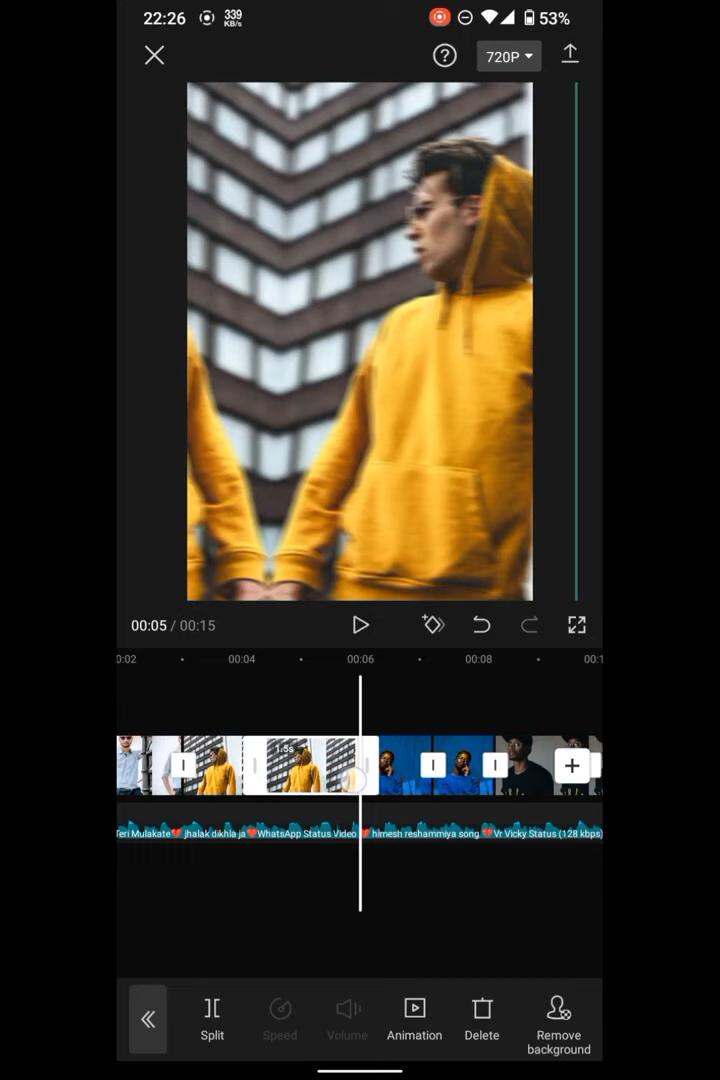 22:26 339 KB/s 53%
720P
00:05 / 00:15
0:02 00:04 00:06 00:08 00:1
1.5s
Teri Mulakate❤️ jhalak dikhla ja❤️WhatsApp Status Video ❤️ himesh reshammiya song ❤️Vr Vicky Status (128 kbps)
Split Speed Volume Animation Delete Remove background